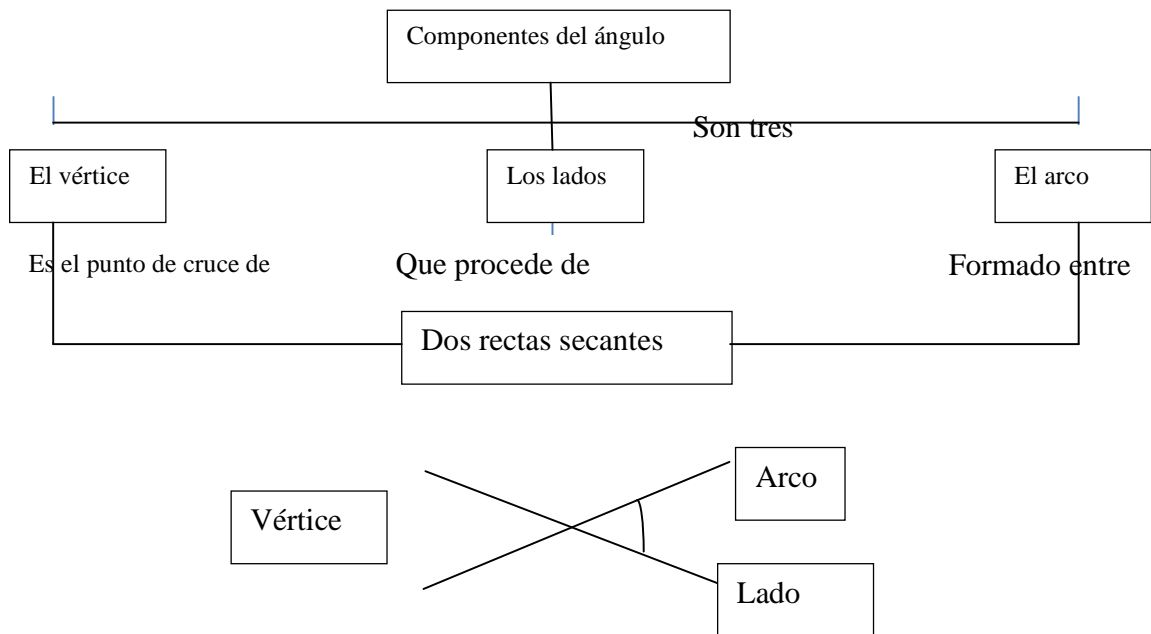 Componentes del ángulo
Son tres
El vértice
Los lados
El arco
Es el punto de cruce de
Que procede de
Formado entre
Dos rectas secantes
Arco
Vértice
Lado